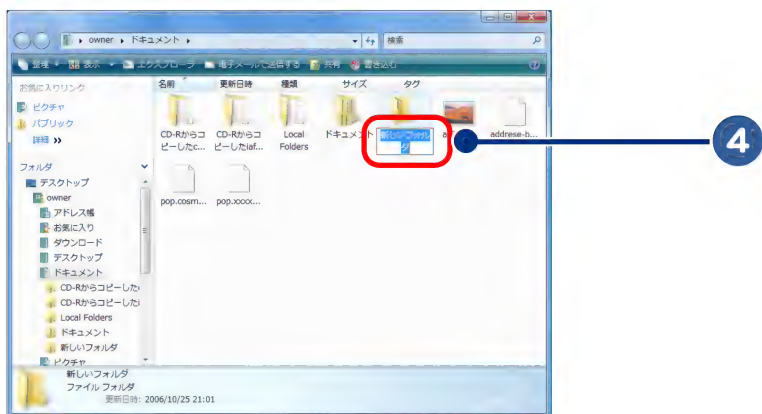 owner ▸ ドキュメント ▸
検索
整理 表示 エクスプローラ 電子メールで送信する 共有 書き込む
お気に入りリンク
ピクチャ
パブリック
詳細 »
フォルダ
デスクトップ
owner
アドレス帳
お気に入り
ダウンロード
デスクトップ
ドキュメント
CD-Rからコピーした
CD-Rからコピーした
Local Folders
ドキュメント
新しいフォルダ
ピクチャ
名前 更新日時 種類 サイズ タグ
CD-Rからコ
ピーしたc...
CD-Rからコ
ピーしたiaf...
Local
Folders
ドキュメント
新しいフォル
ダ
addrese-b...
pop.cosm...
pop.xxxx...
4
新しいフォルダ
ファイル フォルダ
更新日時: 2006/10/25 21:01